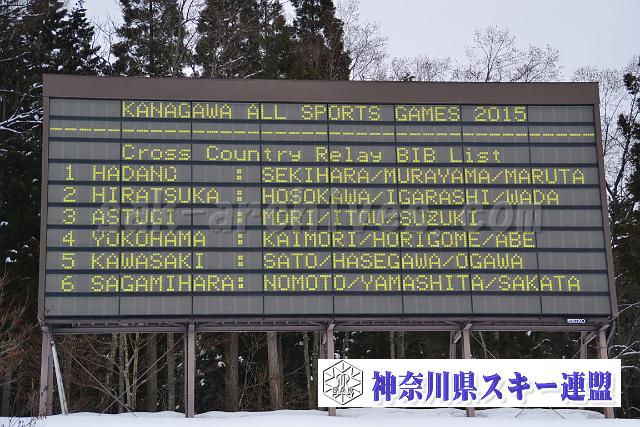 KANAGAWA ALL SPORTS GAMES 2015
Cross Country Relay BIB List
1 HADANO : SEKIHARA/MURAYAMA/MARUTA
2 HIRATSUKA : HOSOKAWA/IGARASHI/WADA
3 ASTUGI : MORI/ITOU/SUZUKI
4 YOKOHAMA : KAIMORI/HORIGOME/ABE
5 KAWASAKI : SATO/HASEGAWA/OGAWA
6 SAGAMIHARA: NOMOTO/YAMASHITA/SAKATA
SEIKO
神奈川県スキー連盟